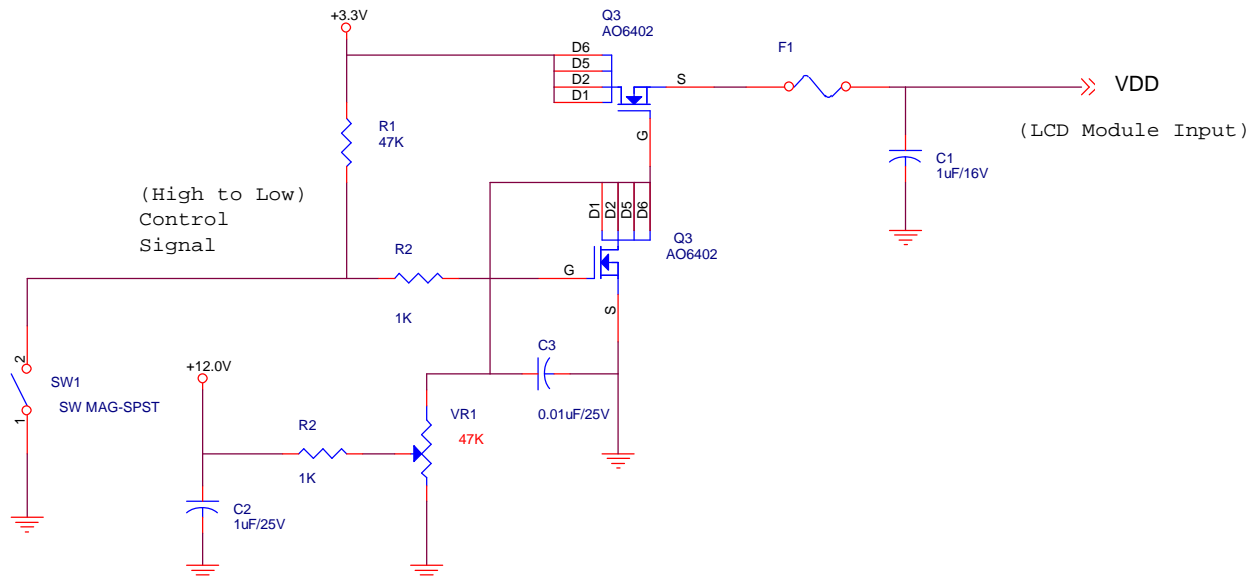 +3.3V
Q3
AO6402
D6
D5
D2
D1
S
G
F1
VDD
(LCD Module Input)
R1
47K
C1
1uF/16V
(High to Low)
Control
Signal
D1
D2
D5
D6
Q3
AO6402
R2
1K
G
S
2
1
SW1
SW MAG-SPST
+12.0V
C3
0.01uF/25V
VR1
47K
R2
1K
C2
1uF/25V